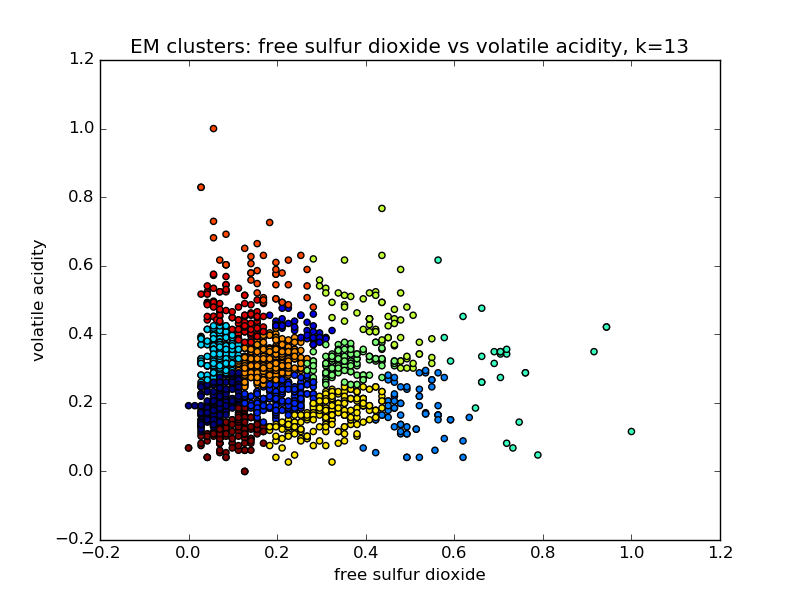 EM clusters: free sulfur dioxide vs volatile acidity, k=13
1.2
1.0
0.8
0.6
0.4
0.2
0.0
−0.2
volatile acidity
−0.2 0.0 0.2 0.4 0.6 0.8 1.0 1.2
free sulfur dioxide